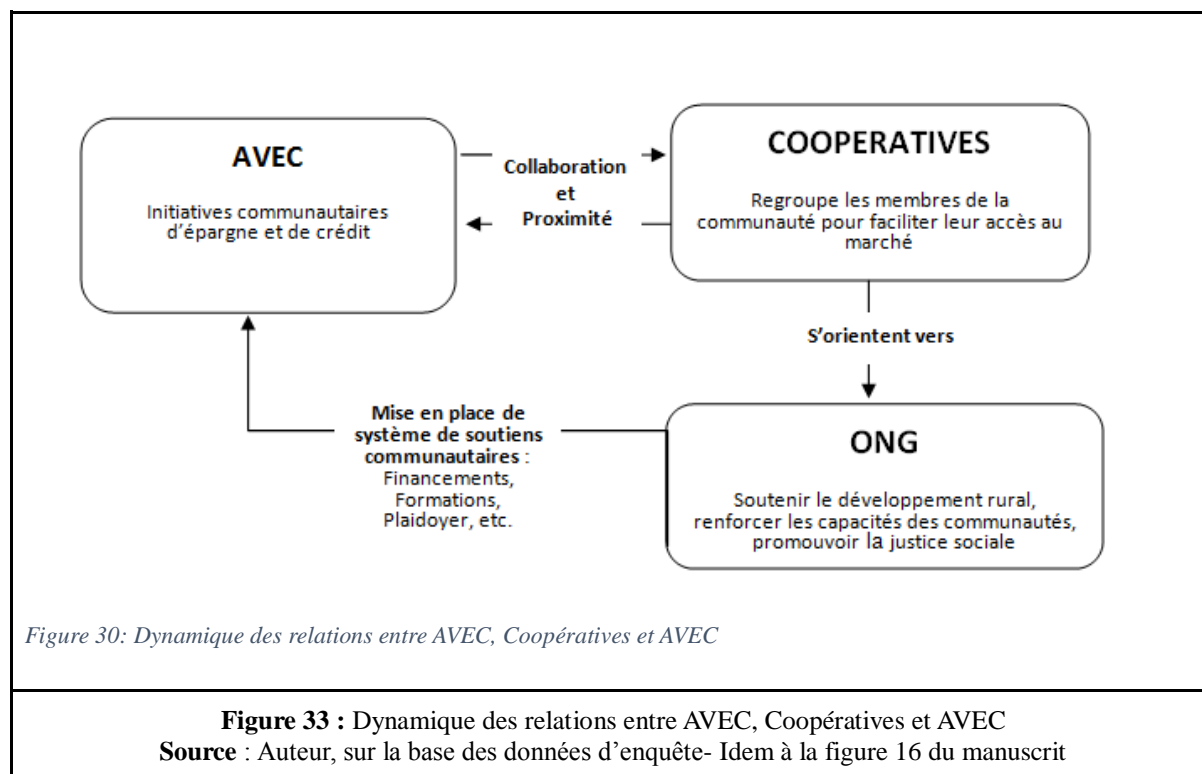 AVEC
Initiatives communautaires
d'épargne et de crédit
Collaboration
et
Proximité
COOPERATIVES
Regroupe les membres de la
communauté pour faciliter leur accès au
marché
S'orientent vers
ONG
Soutenir le développement rural,
renforcer les capacités des communautés,
promouvoir la justice sociale
Mise en place de
système de soutiens
communautaires :
Financements,
Formations,
Plaidoyer, etc.
Figure 30: Dynamique des relations entre AVEC, Coopératives et AVEC
Figure 33 : Dynamique des relations entre AVEC, Coopératives et AVEC
Source : Auteur, sur la base des données d'enquête- Idem à la figure 16 du manuscrit